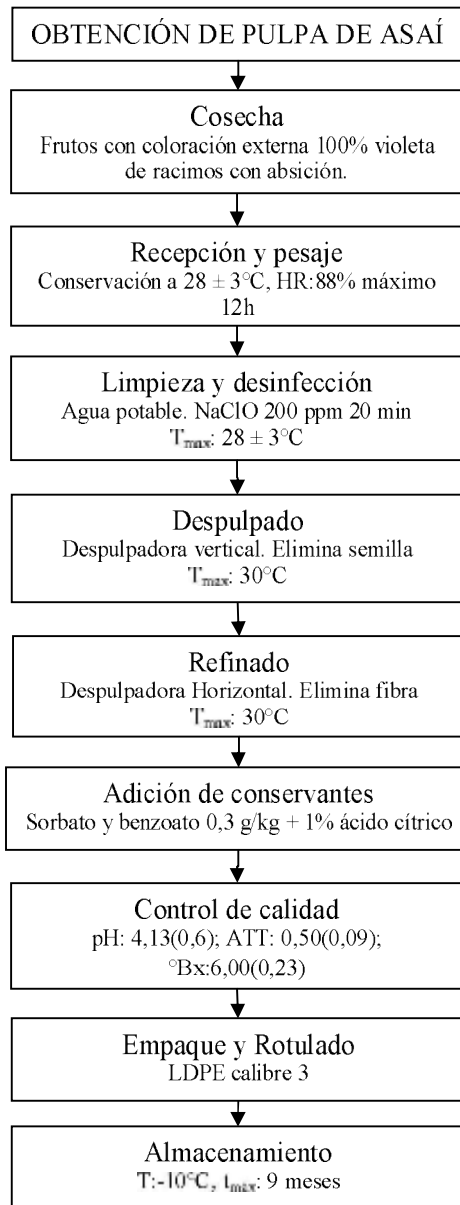 OBTENCIÓN DE PULPA DE ASAÍ
Cosecha
Frutos con coloración externa 100% violeta
de racimos con absición.
Recepción y pesaje
Conservación a 28 ± 3°C, HR:88% máximo
12h
Limpieza y desinfección
Agua potable. NaClO 200 ppm 20 min
Tmax: 28 ± 3°C
Despulpado
Despulpadora vertical. Elimina semilla
Tmax: 30°C
Refinado
Despulpadora Horizontal. Elimina fibra
Tmax: 30°C
Adición de conservantes
Sorbato y benzoato 0,3 g/kg + 1% ácido cítrico
Control de calidad
pH: 4,13(0,6); ATT: 0,50(0,09);
°Bx:6,00(0,23)
Empaque y Rotulado
LDPE calibre 3
Almacenamiento
T:-10°C, tmax: 9 meses